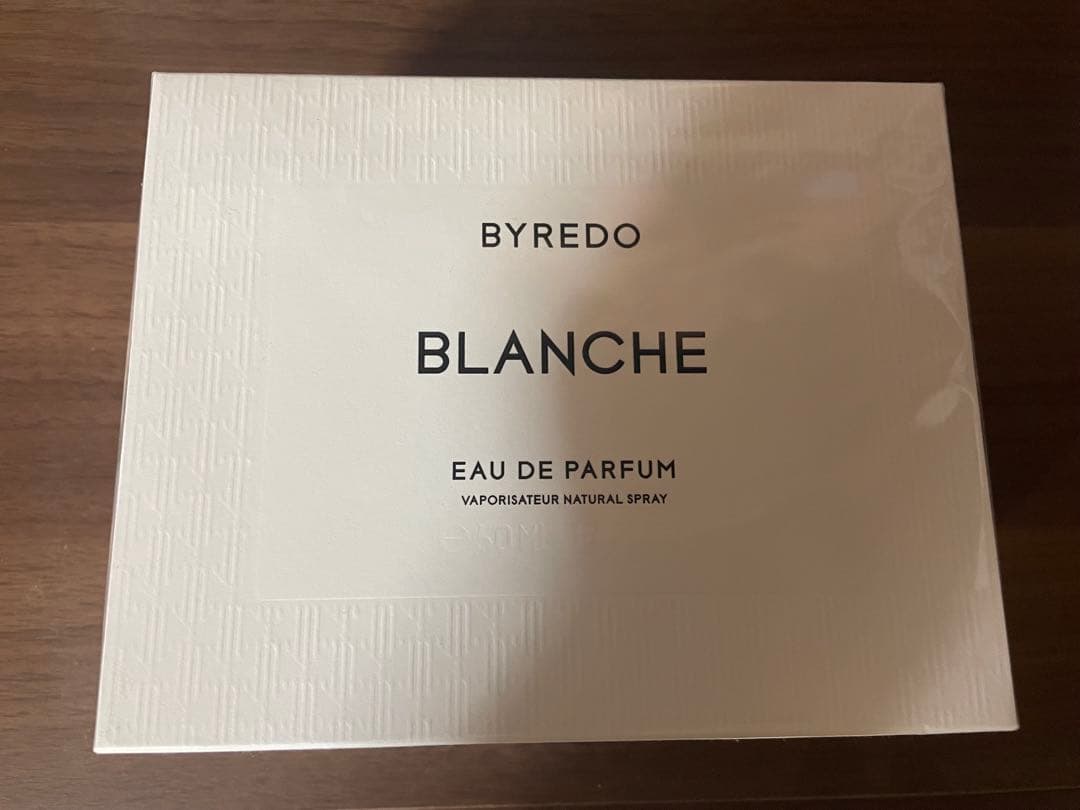 BYREDO
BLANCHE
EAU DE PARFUM
VAPORISATEUR NATURAL SPRAY